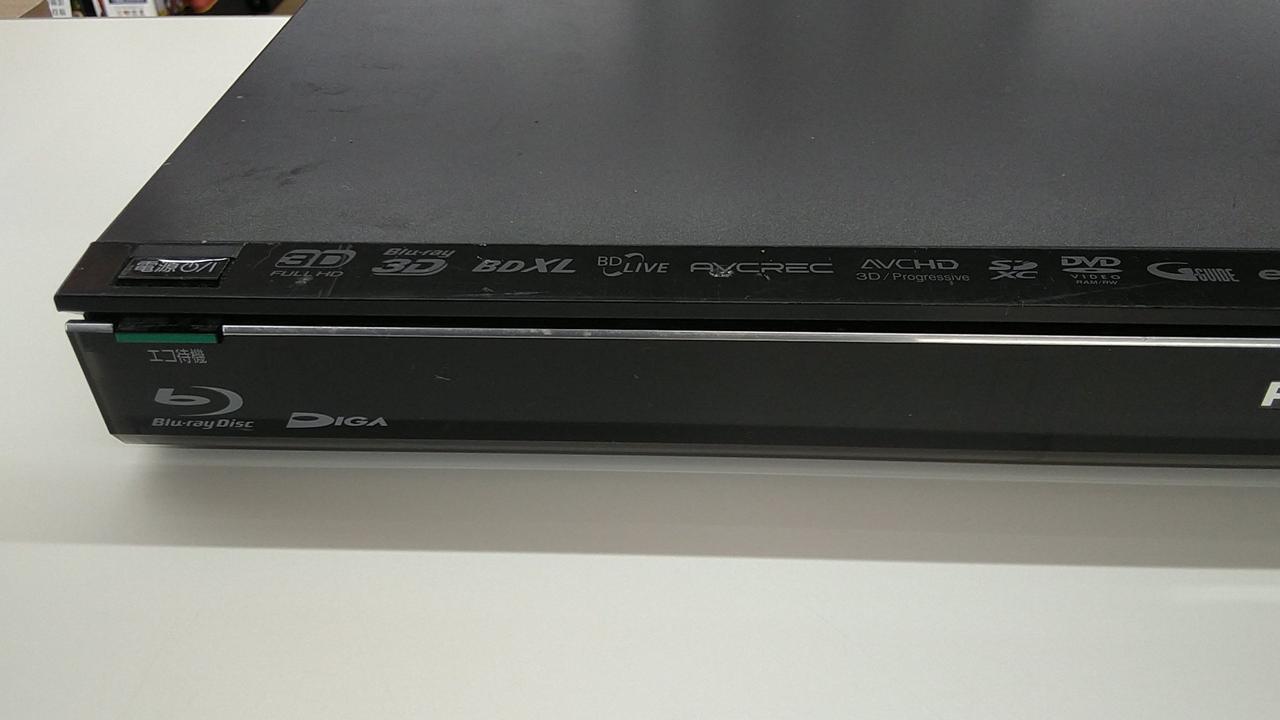 電源⏻/I
3D FULL HD
Blu-ray 3D
BDXL
BD LIVE
AVCREC
AVCHD 3D/Progressive
SD XC
DVD VIDEO RAM/RW
G GUIDE
エコ待機
Blu-ray Disc
DIGA